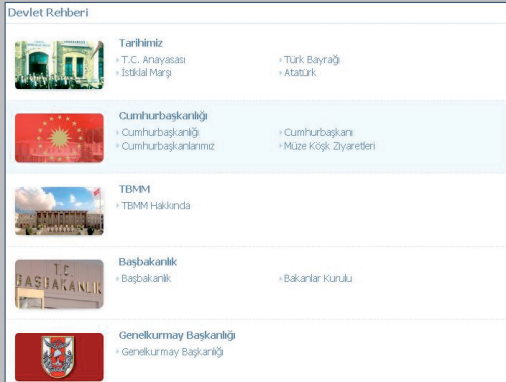 Devlet Rehberi
Tarihimiz
T.C. Anayasası
Türk Bayrağı
İstiklal Marşı
Atatürk
Cumhurbaşkanlığı
Cumhurbaşkanlığı
Cumhurbaşkanı
Cumhurbaşkanlarımız
Müze Köşk Ziyaretleri
TBMM
TBMM Hakkında
T.C.
BAŞBAKANLIK
Başbakanlık
Başbakanlık
Bakanlar Kurulu
Genelkurmay Başkanlığı
Genelkurmay Başkanlığı